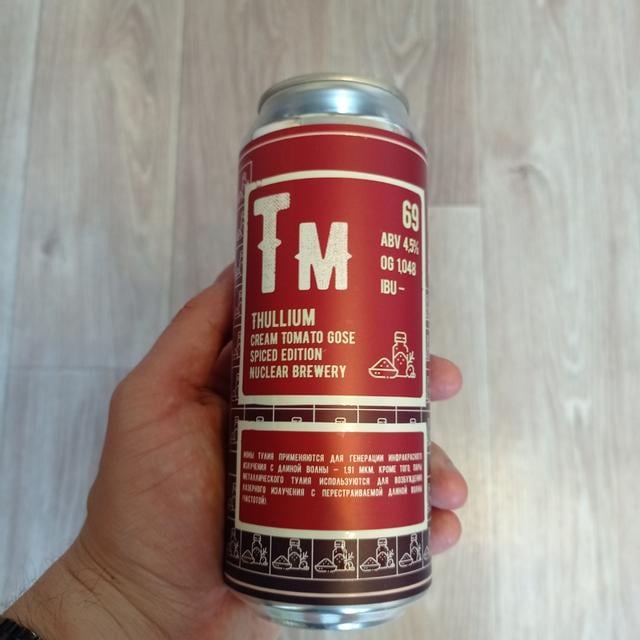 Tm
69
ABV 4,5%
OG 1,048
IBU –
THULLIUM
CREAM TOMATO GOSE
SPICED EDITION
NUCLEAR BREWERY
ИОНЫ ТУЛИЯ ПРИМЕНЯЮТСЯ ДЛЯ ГЕНЕРАЦИИ ИНФРАКРАСНОГО
ИЗЛУЧЕНИЯ С ДЛИНОЙ ВОЛНЫ – 1,91 МКМ. КРОМЕ ТОГО, ПАРЫ
МЕТАЛЛИЧЕСКОГО ТУЛИЯ ИСПОЛЬЗУЮТСЯ ДЛЯ ВОЗБУЖДЕНИЯ
ЛАЗЕРНОГО ИЗЛУЧЕНИЯ С ПЕРЕСТРАИВАЕМОЙ ДЛИНОЙ ВОЛНЫ
(ЧАСТОТОЙ).